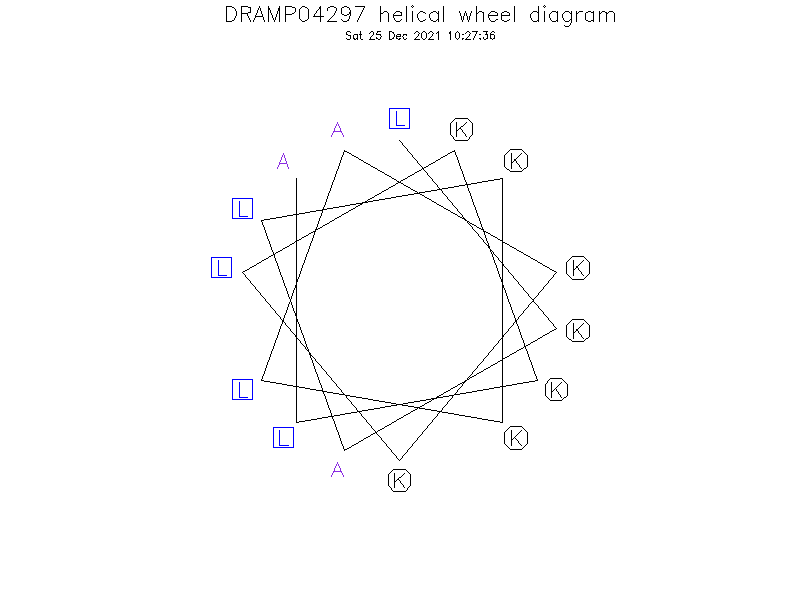 DRAMP04297 helical wheel diagram
Sat 25 Dec 2021 10:27:36
L
A K
A K
L
L K
K
L K
L K
A K